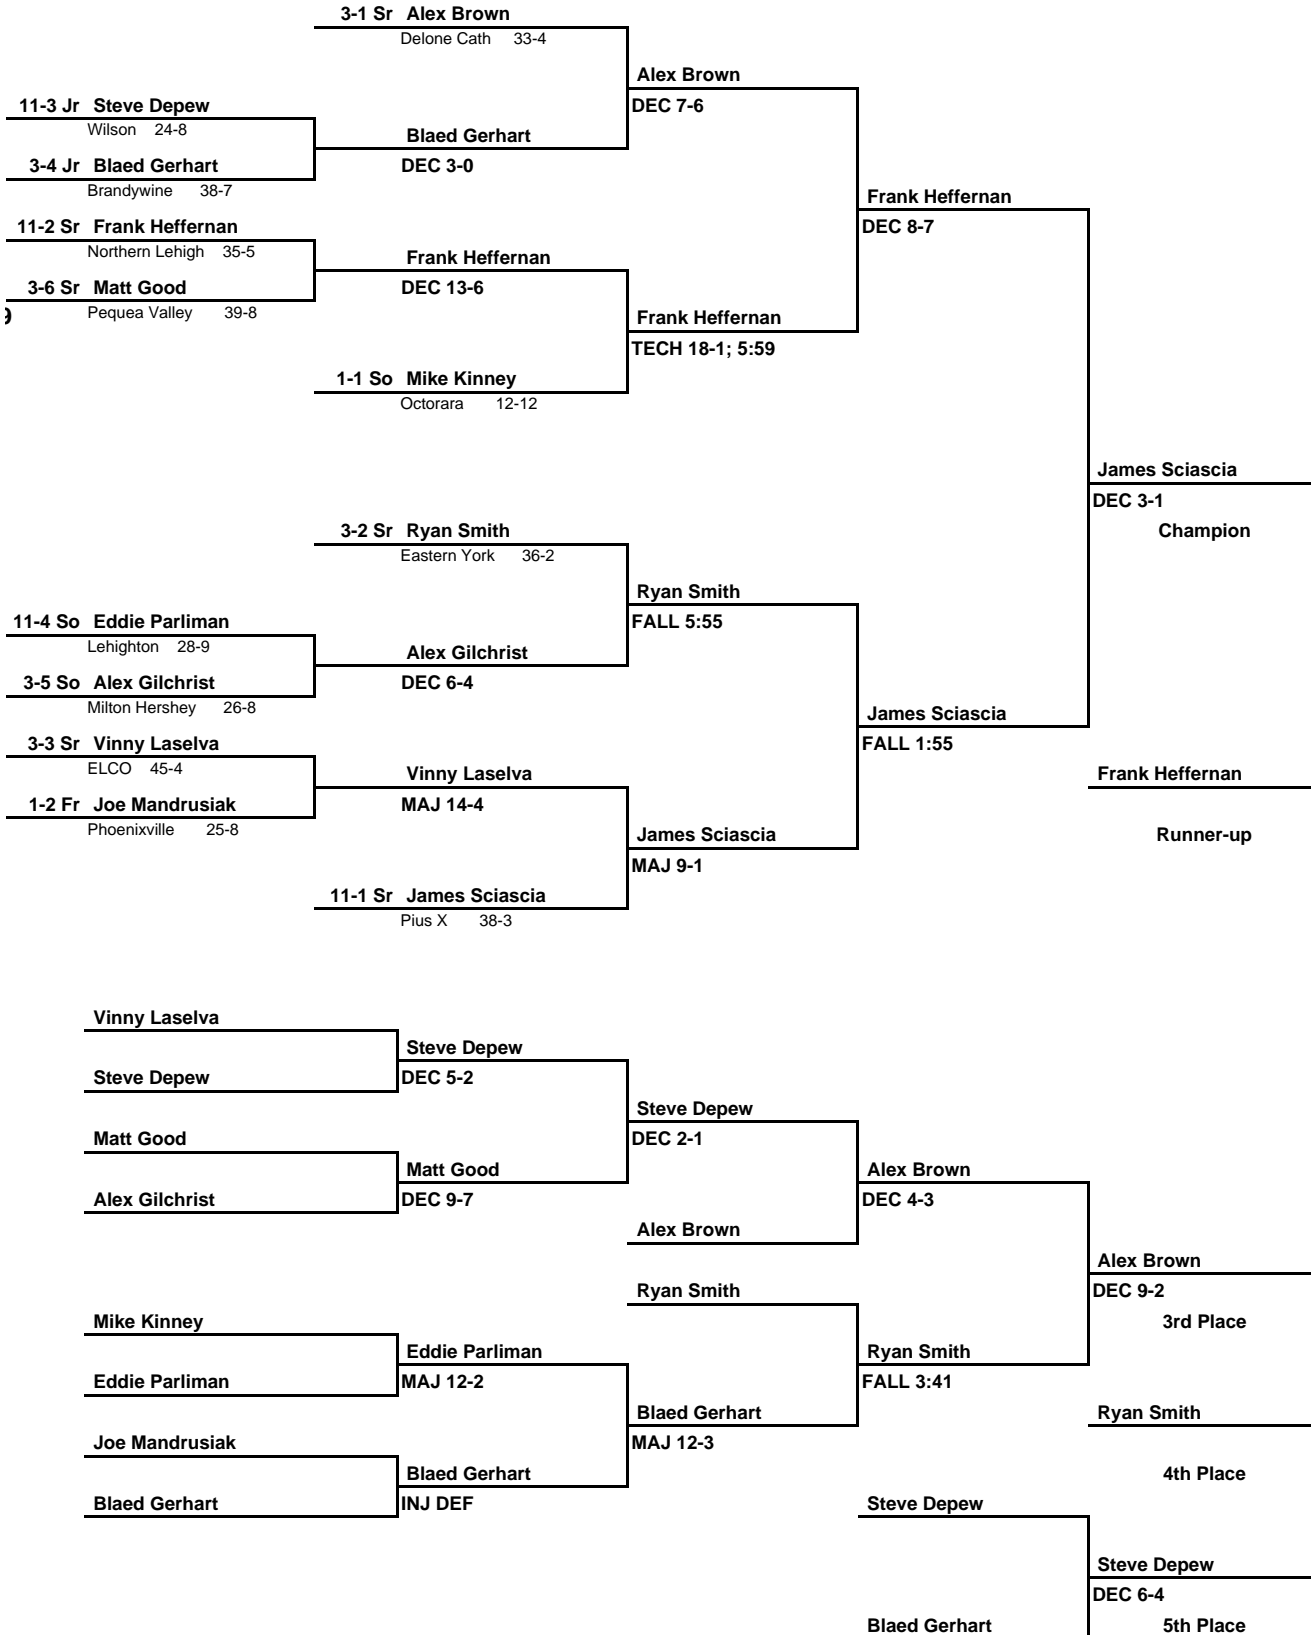 3-1 Sr Alex Brown
Delone Cath 33-4
Alex Brown
11-3 Jr Steve Depew
DEC 7-6
Wilson 24-8
Blaed Gerhart
3-4 Jr Blaed Gerhart
DEC 3-0
Brandywine 38-7
Frank Heffernan
11-2 Sr Frank Heffernan
DEC 8-7
Northern Lehigh 35-5
Frank Heffernan
3-6 Sr Matt Good
DEC 13-6
9 Pequea Valley 39-8
Frank Heffernan
TECH 18-1; 5:59
1-1 So Mike Kinney
Octorara 12-12
James Sciascia
DEC 3-1
3-2 Sr Ryan Smith
Champion
Eastern York 36-2
Ryan Smith
11-4 So Eddie Parliman
FALL 5:55
Lehighton 28-9
Alex Gilchrist
3-5 So Alex Gilchrist
DEC 6-4
Milton Hershey 26-8
James Sciascia
3-3 Sr Vinny Laselva
FALL 1:55
ELCO 45-4
Vinny Laselva
Frank Heffernan
1-2 Fr Joe Mandrusiak
MAJ 14-4
Phoenixville 25-8
James Sciascia
Runner-up
MAJ 9-1
11-1 Sr James Sciascia
Pius X 38-3
Vinny Laselva
Steve Depew
Steve Depew
DEC 5-2
Steve Depew
Matt Good
DEC 2-1
Matt Good
Alex Brown
Alex Gilchrist
DEC 9-7
DEC 4-3
Alex Brown
Alex Brown
Ryan Smith
DEC 9-2
Mike Kinney
3rd Place
Eddie Parliman
Ryan Smith
Eddie Parliman
MAJ 12-2
FALL 3:41
Blaed Gerhart
Ryan Smith
Joe Mandrusiak
MAJ 12-3
Blaed Gerhart
4th Place
Blaed Gerhart
INJ DEF
Steve Depew
Steve Depew
DEC 6-4
Blaed Gerhart
5th Place